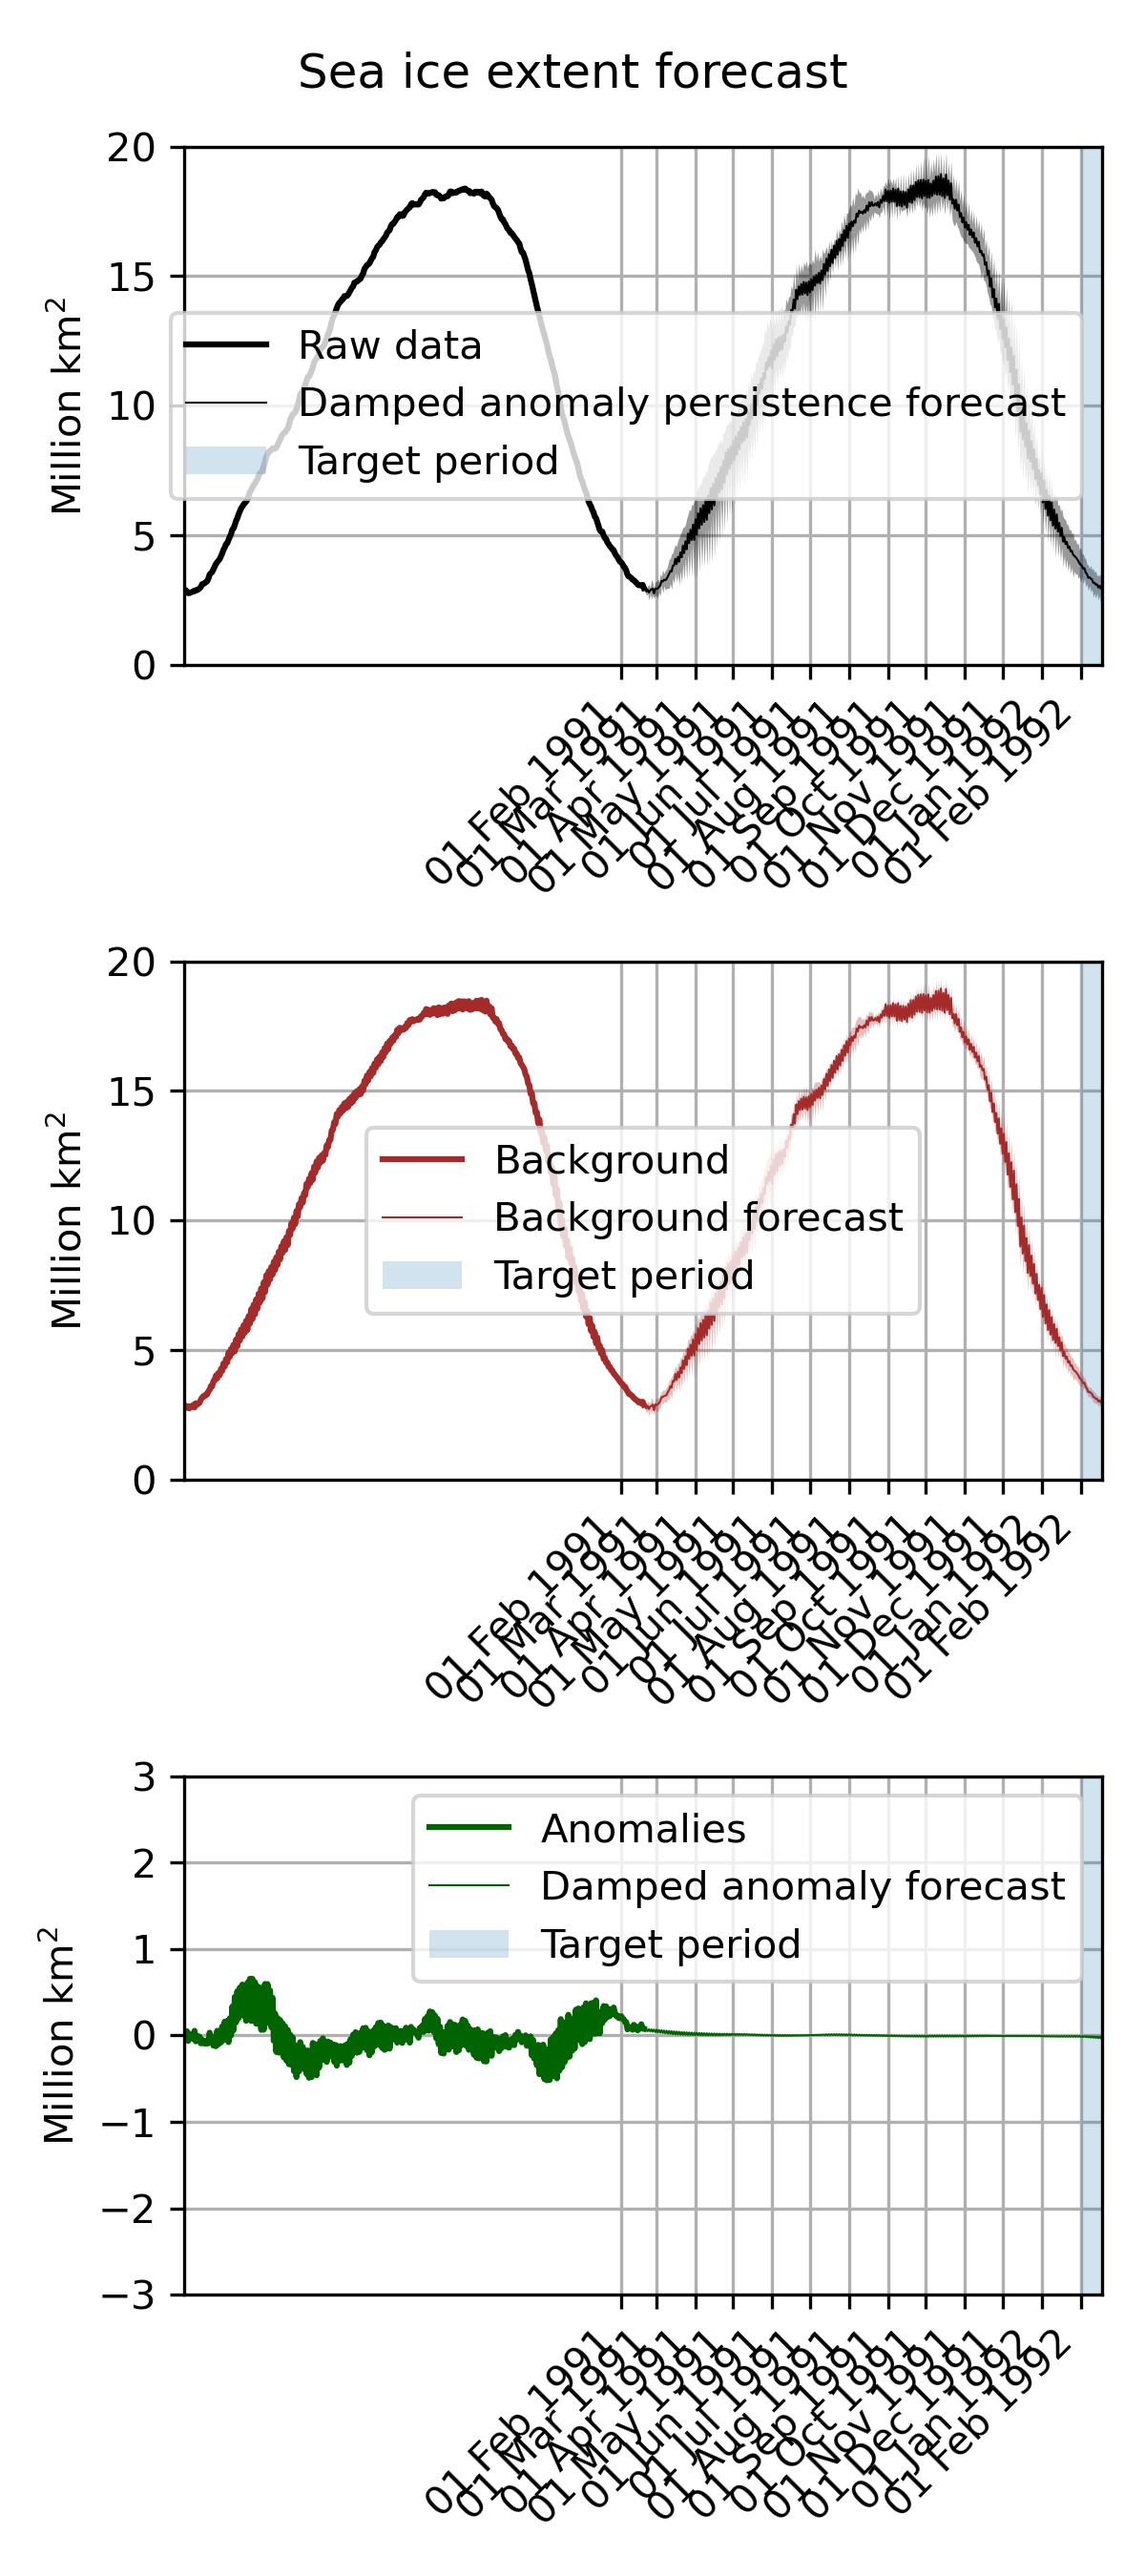 Sea ice extent forecast
20
15
10
5
0
Million km²
Raw data
Damped anomaly persistence forecast
Target period
01 Feb 1991
01 Mar 1991
01 Apr 1991
01 May 1991
01 Jun 1991
01 Jul 1991
01 Aug 1991
01 Sep 1991
01 Oct 1991
01 Nov 1991
01 Dec 1991
01 Jan 1992
01 Feb 1992
20
15
10
5
0
Million km²
Background
Background forecast
Target period
01 Feb 1991
01 Mar 1991
01 Apr 1991
01 May 1991
01 Jun 1991
01 Jul 1991
01 Aug 1991
01 Sep 1991
01 Oct 1991
01 Nov 1991
01 Dec 1991
01 Jan 1992
01 Feb 1992
3
2
1
0
−1
−2
−3
Million km²
Anomalies
Damped anomaly forecast
Target period
01 Feb 1991
01 Mar 1991
01 Apr 1991
01 May 1991
01 Jun 1991
01 Jul 1991
01 Aug 1991
01 Sep 1991
01 Oct 1991
01 Nov 1991
01 Dec 1991
01 Jan 1992
01 Feb 1992